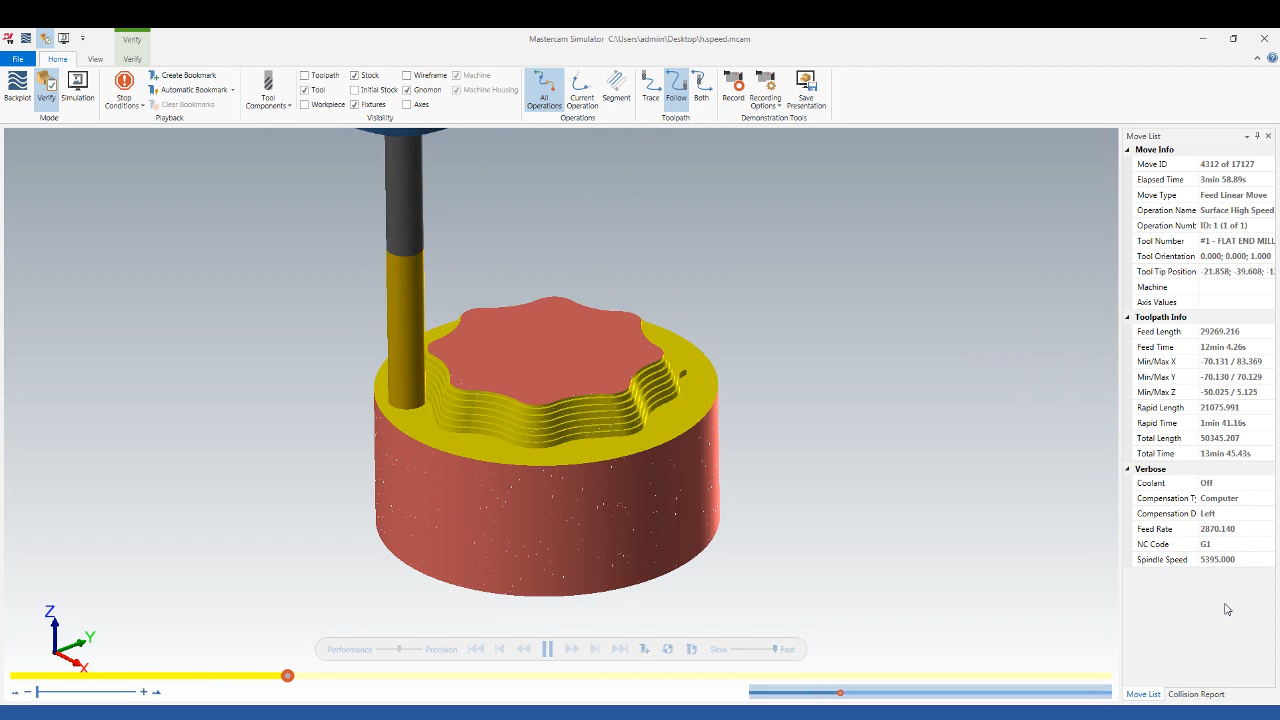 Verify
Mastercam Simulator C:\Users\admiin\Desktop\h.speed.mcam
File Home View Verify
Backplot Verify Simulation
Mode
Stop Options
Create Bookmark
Automatic Bookmark
Clear Bookmarks
Playback
Tool Components
Toolpath Stock Wireframe Machine
Tool Initial Stock Gnomon Machine Housing
Workpiece Fixtures Axes
Visibility
All Operations Current Operation Segment
Operations
Trace Follow Both
Toolpath
Record Recording Options Save Presentation
Demonstration Tools
Move List
Move Info
Move ID 4312 of 17127
Elapsed Time 3min 58.89s
Move Type Feed Linear Move
Operation Name Surface High Speed
Operation Numb ID: 1 (1 of 1)
Tool Number #1 - FLAT END MILL
Tool Orientation 0.000; 0.000; 1.000
Tool Tip Position -21.858; -39.608; -1
Machine
Axis Values
Toolpath Info
Feed Length 29269.216
Feed Time 12min 4.26s
Min/Max X -70.131 / 83.369
Min/Max Y -70.130 / 70.129
Min/Max Z -50.025 / 5.125
Rapid Length 21075.991
Rapid Time 1min 41.16s
Total Length 50345.207
Total Time 13min 45.43s
Verbose
Coolant Off
Compensation Ty Computer
Compensation D Left
Feed Rate 2870.140
NC Code G1
Spindle Speed 5395.000
Z
Y
X
Performance Precision Slow Fast
Move List Collision Report